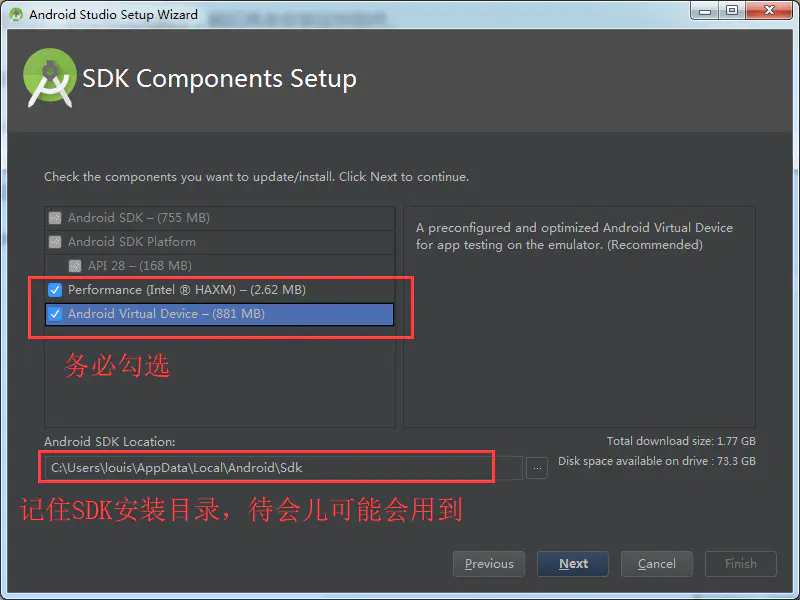 Android Studio Setup Wizard
SDK Components Setup
Check the components you want to update/install. Click Next to continue.
Android SDK – (755 MB)
Android SDK Platform
API 28 – (168 MB)
Performance (Intel ® HAXM) – (2.62 MB)
Android Virtual Device – (881 MB)
A preconfigured and optimized Android Virtual Device
for app testing on the emulator. (Recommended)
务必勾选
Android SDK Location:
Total download size: 1.77 GB
C:\Users\louis\AppData\Local\Android\Sdk
...
Disk space available on drive : 73.3 GB
记住SDK安装目录，待会儿可能会用到
Previous
Next
Cancel
Finish